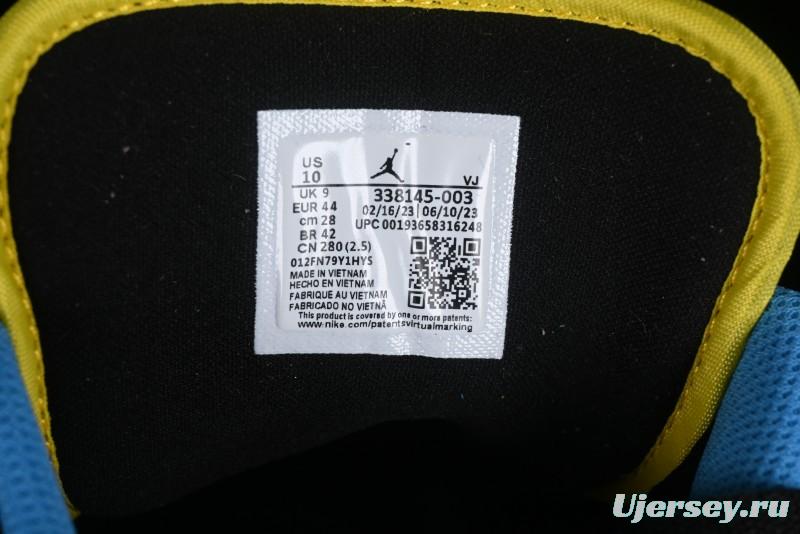 US
10
VJ
UK 9
338145-003
EUR 44
02/16/23 | 06/10/23
cm 28
UPC 00193658316248
BR 42
CN 280 (2.5)
012FN79Y1HYS
MADE IN VIETNAM
HECHO EN VIETNAM
FABRIQUE AU VIETNAM
FABRICADO NO VIETNÃ
This product is covered by one or more patents:
www.nike.com/patentsvirtualmarking
Ujersey.ru